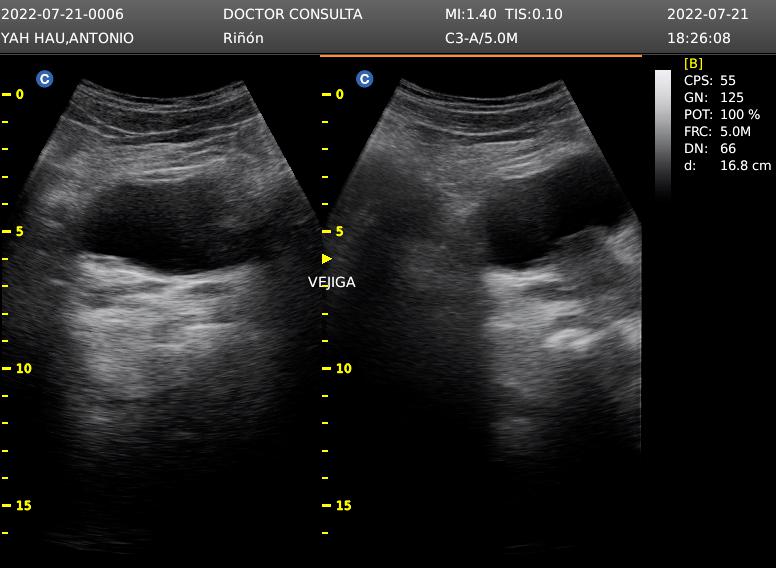 2022-07-21-0006 DOCTOR CONSULTA MI:1.40 TIS:0.10 2022-07-21
YAH HAU,ANTONIO Riñón C3-A/5.0M 18:26:08
[B]
C C
CPS: 55
0 0
GN: 125
POT: 100 %
FRC: 5.0M
DN: 66
d: 16.8 cm
5 5
VEJIGA
10 10
15 15